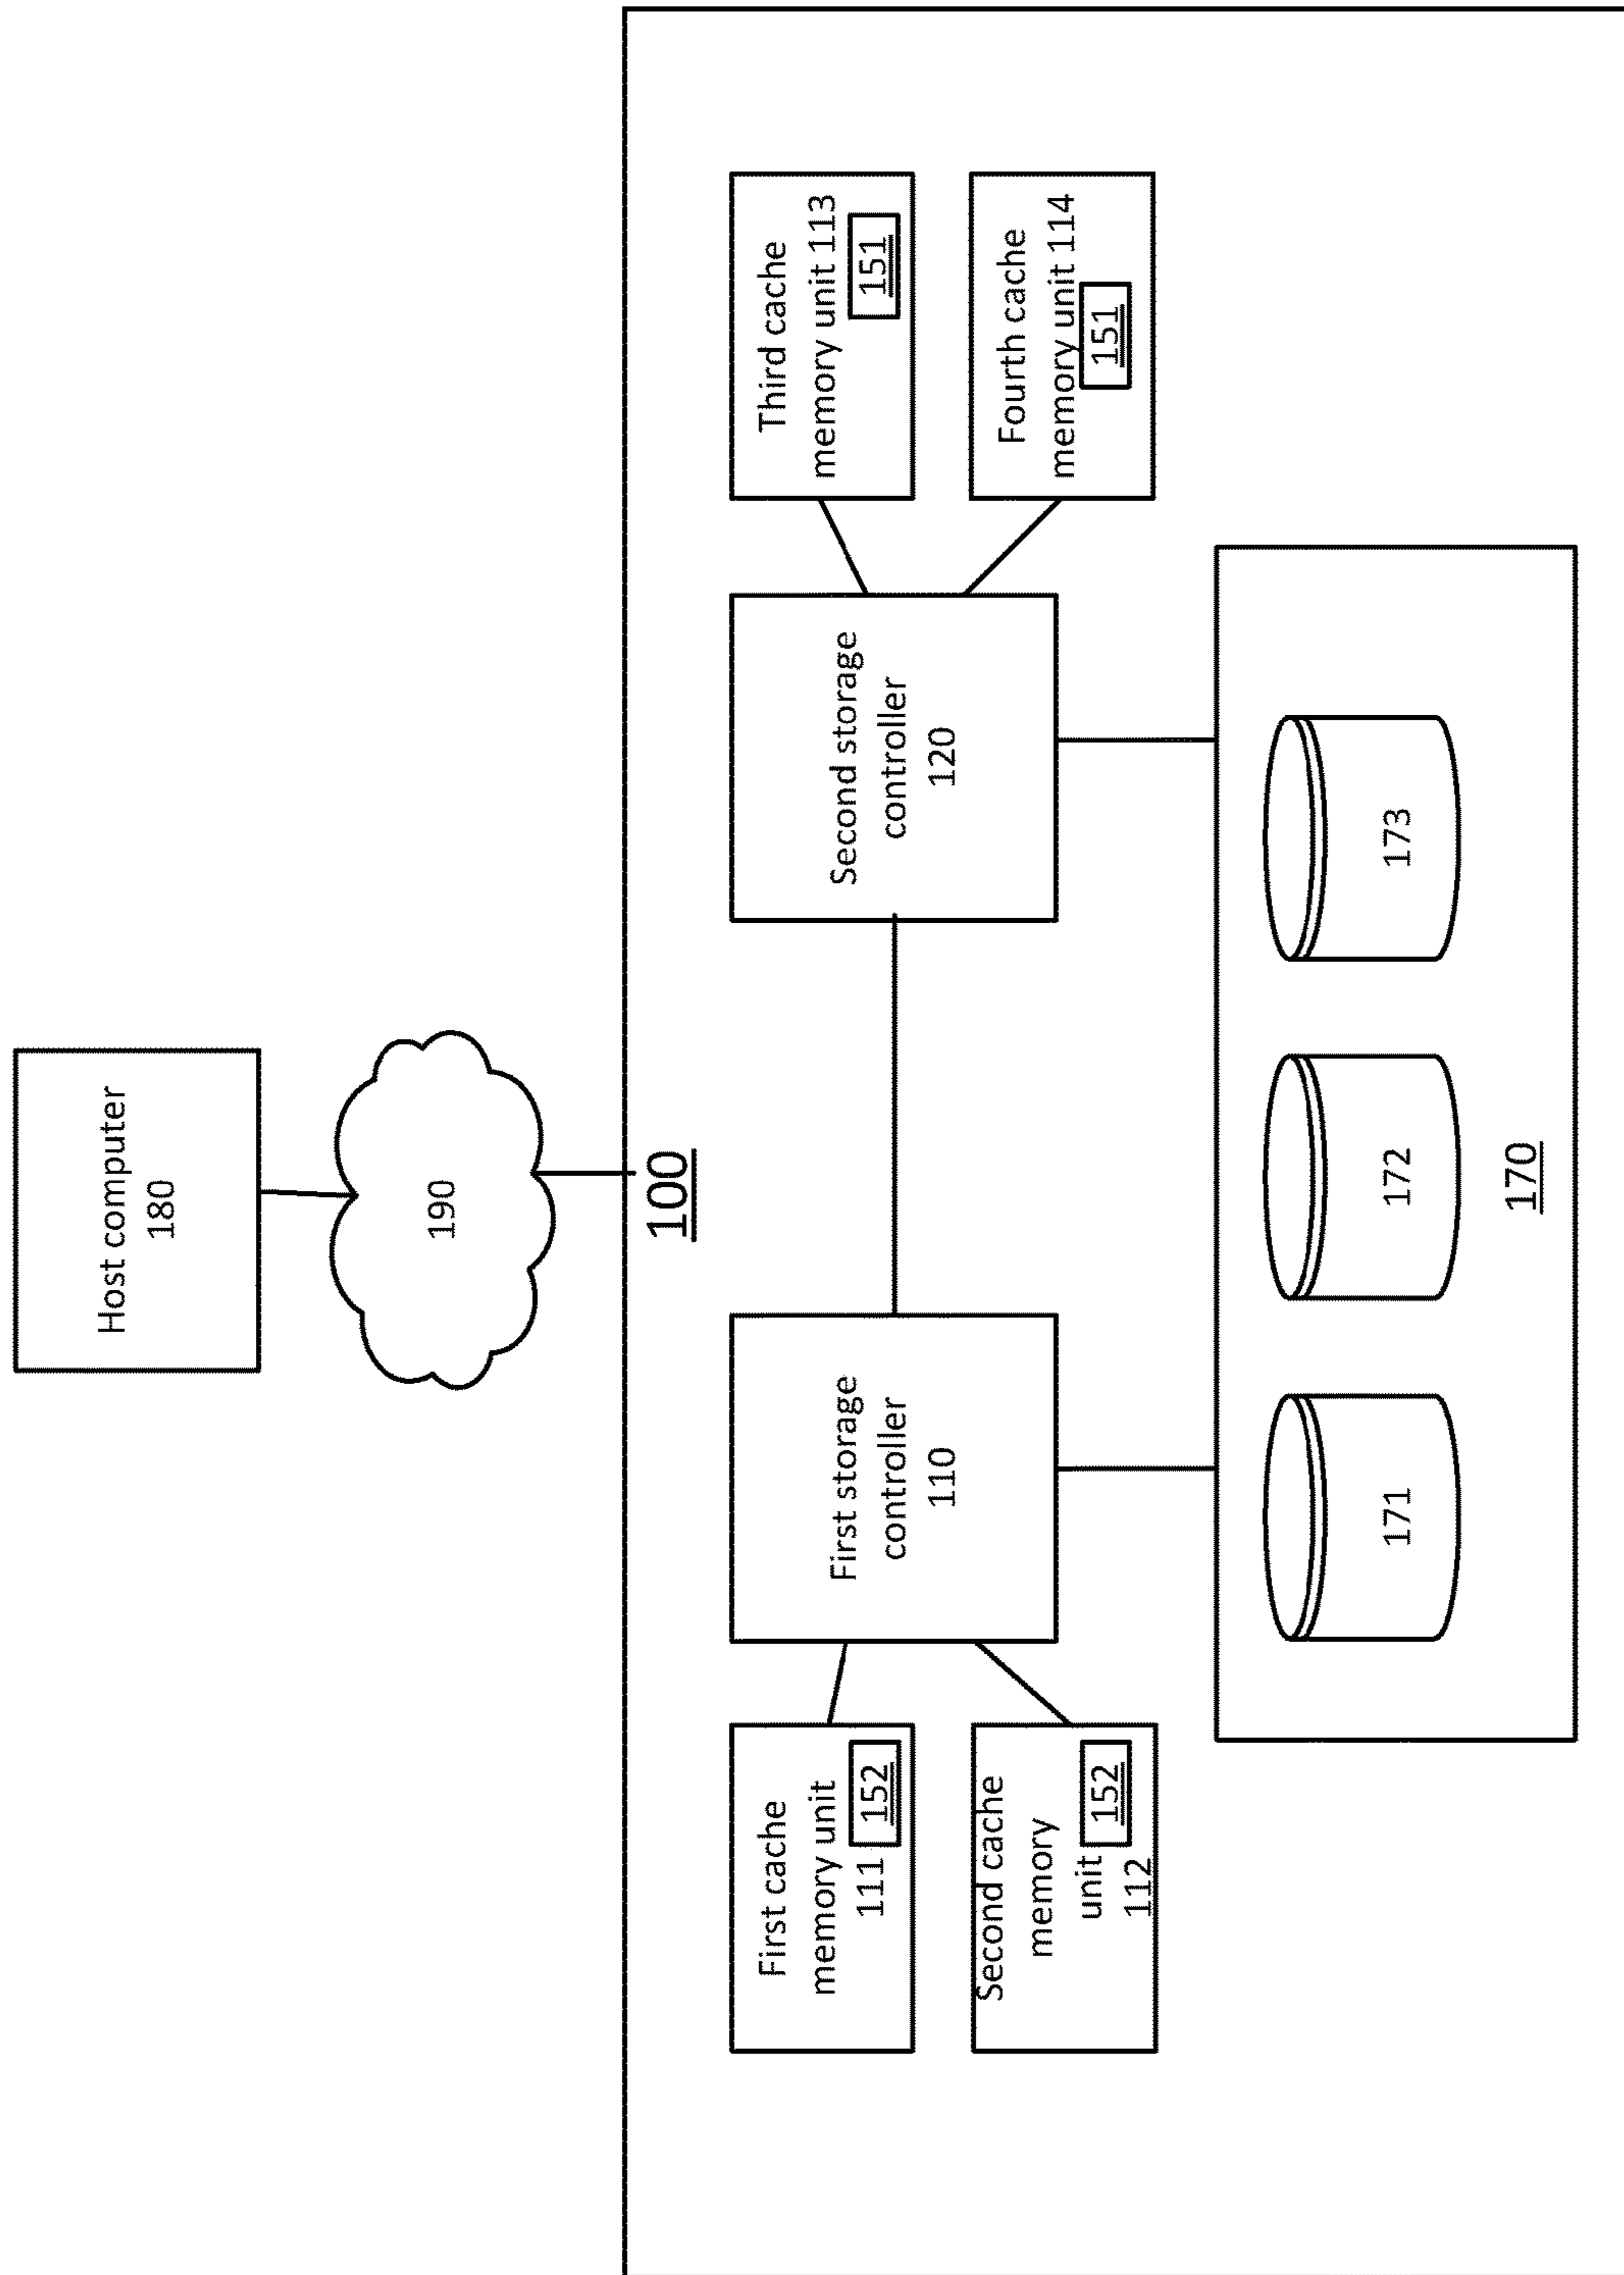 Host computer
180
190
100
First cache
memory unit
111
152
Second cache
memory
unit
152
112
First storage
controller
110
Second storage
controller
120
Third cache
memory unit 113
151
Fourth cache
memory unit 114
151
171
172
173
170